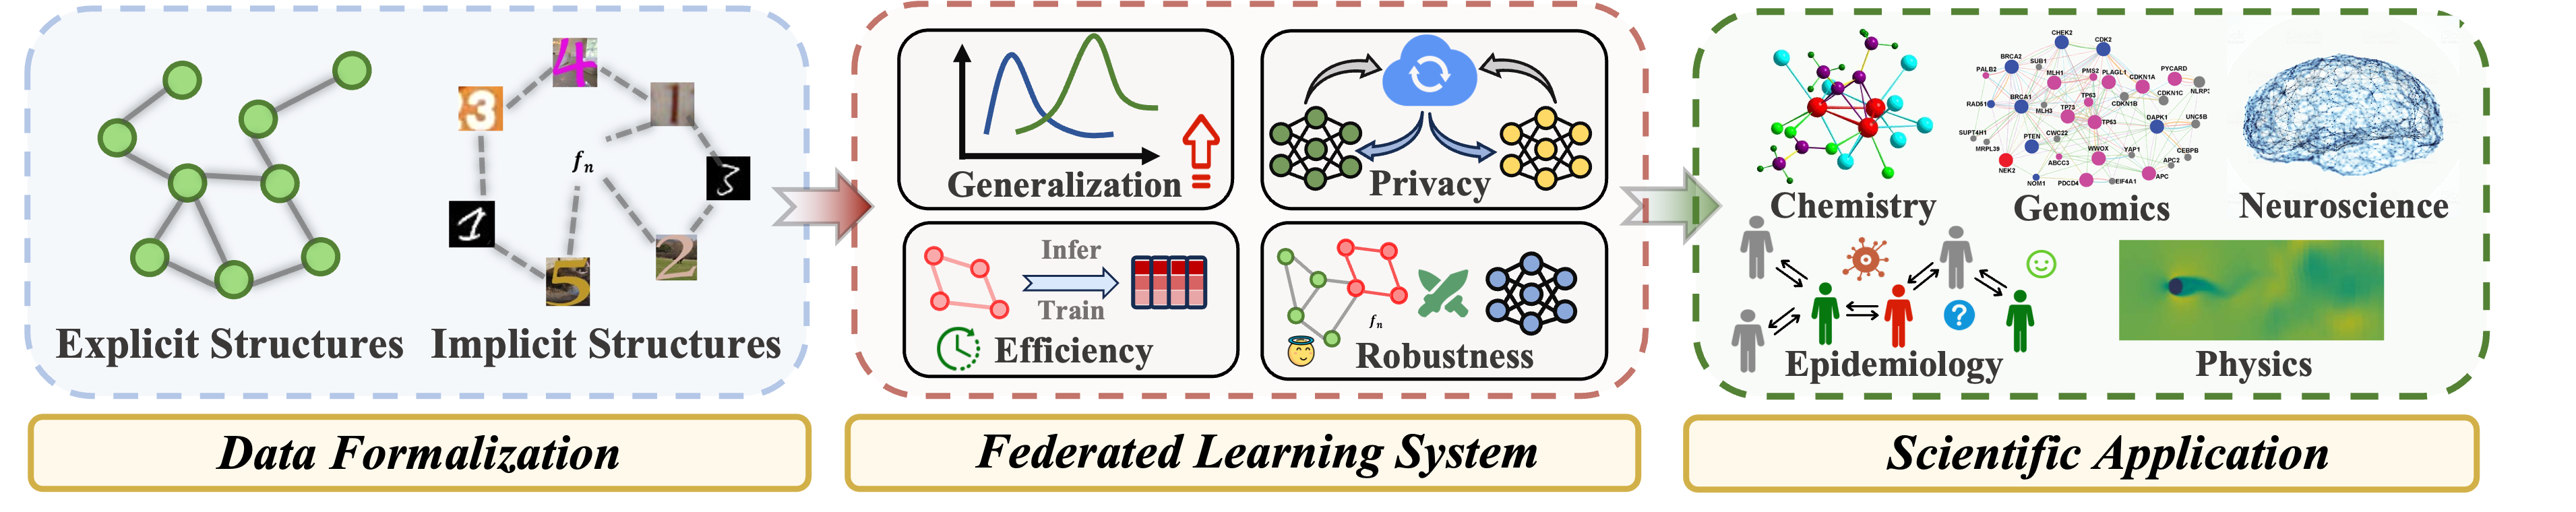 4
3
1
f_n
3
1
2
5
Explicit Structures
Implicit Structures
Data Formalization
Generalization
Privacy
Infer
Train
Efficiency
f_n
Robustness
Federated Learning System
Chemistry
CHEK2
CDK2
BRCA2
SUB1
PALB2
MLH1
PMS2
PLAGL1
CDKN1A
PYCARD
NLRP
RAD51
BRCA1
MLH3
TP63
TP73
CDKN1B
CDKN1C
TP53
DAPK1
UNC5B
SUPT4H1
MRPL39
PTEN
CWC22
NEK2
ABCC3
WWOX
YAP1
APC2
CEBPB
NOM1
PDCD4
EIF4A1
APC
Genomics
Neuroscience
?
Epidemiology
Physics
Scientific Application